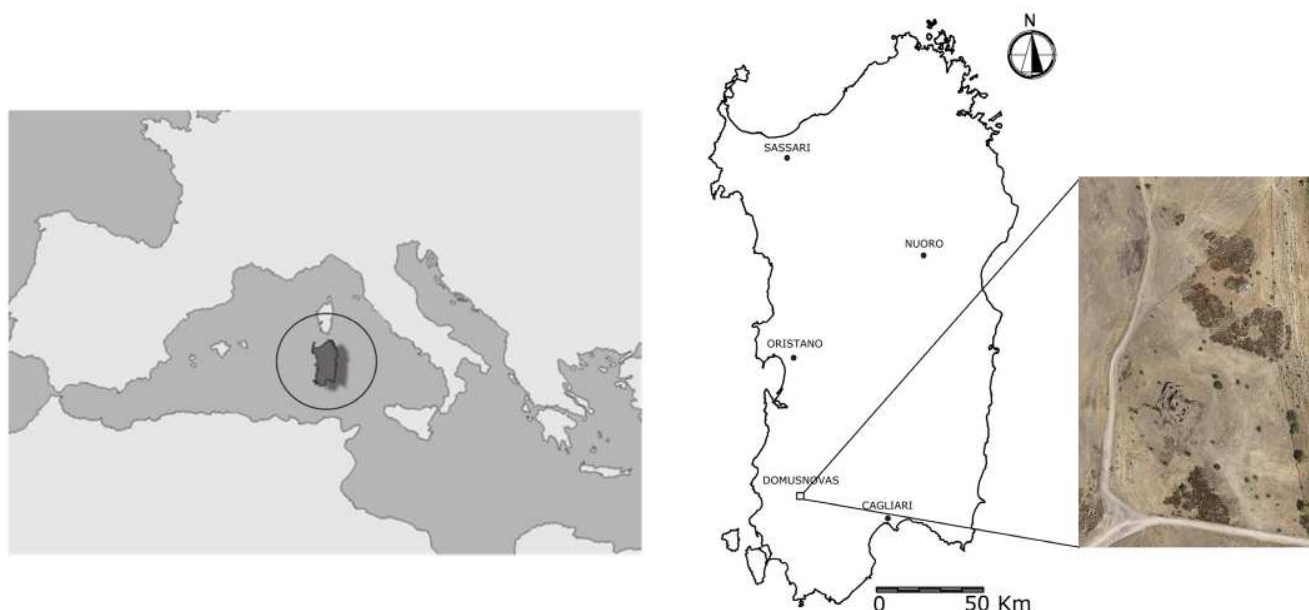 N
SASSARI
NUORO
ORISTANO
DOMUSNOVAS
CAGLIARI
0 50 Km